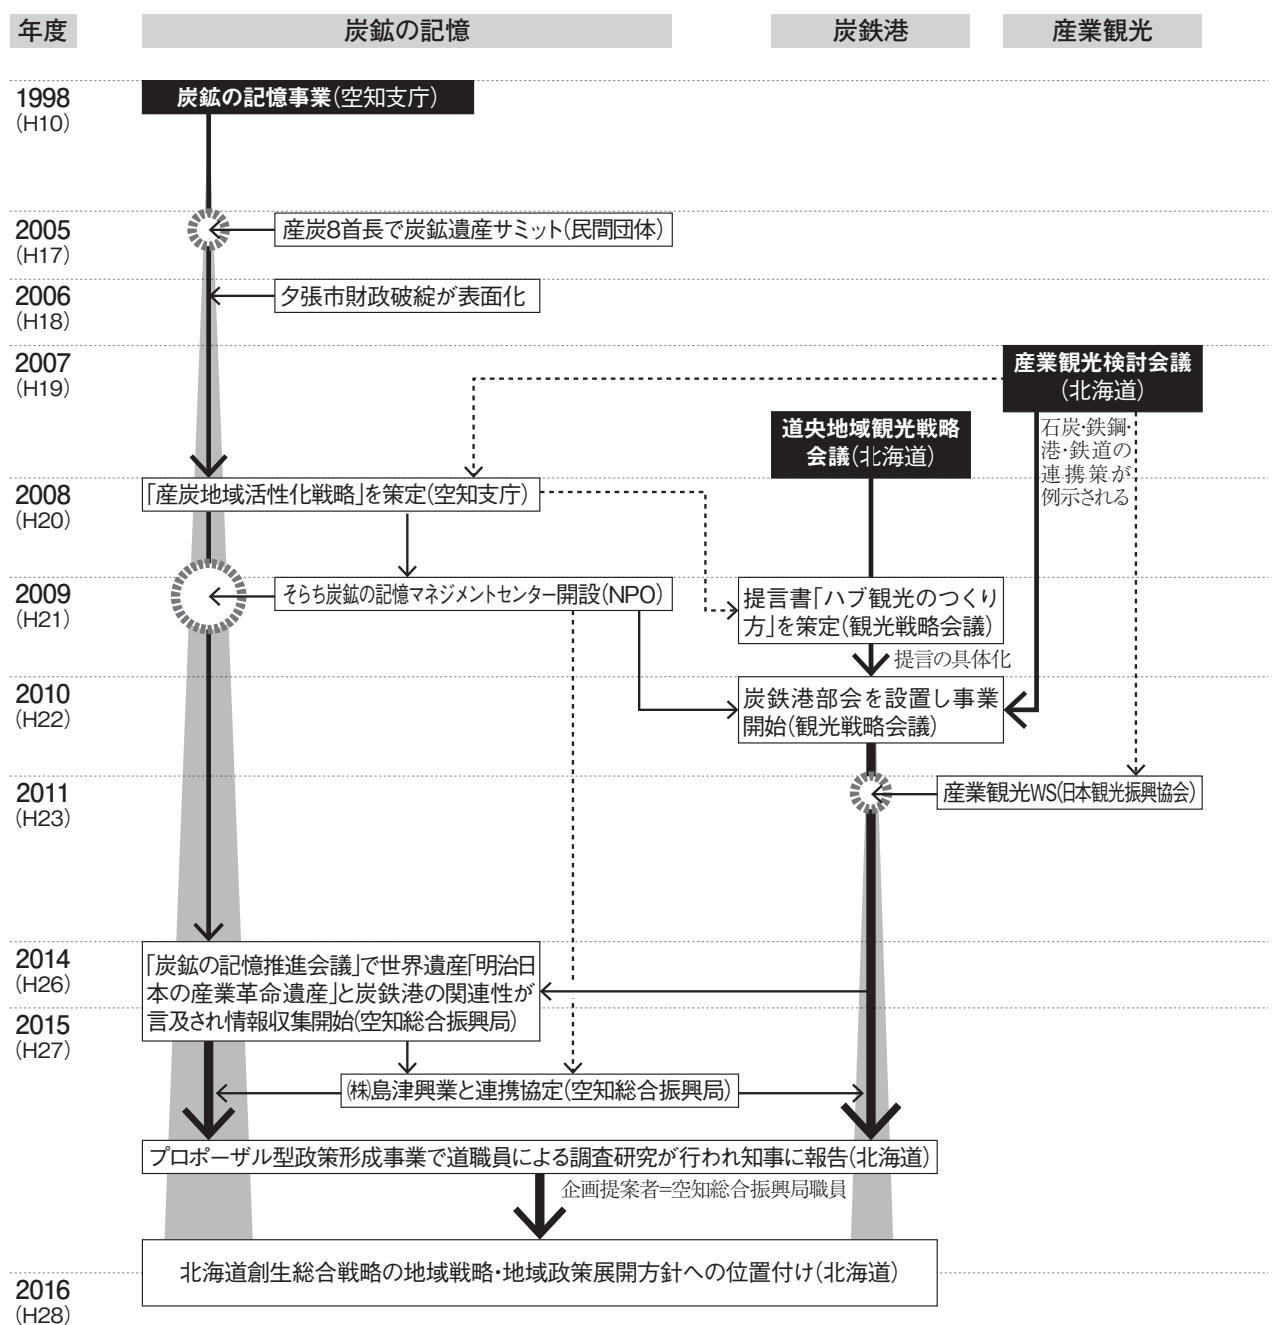 年度
炭鉱の記憶
炭鉄港
産業観光
1998
(H10)
炭鉱の記憶事業(空知支庁)
2005
(H17)
産炭8首長で炭鉱遺産サミット(民間団体)
2006
(H18)
夕張市財政破綻が表面化
2007
(H19)
産業観光検討会議
(北海道)
道央地域観光戦略
会議(北海道)
石炭・鉄鋼・
港・鉄道の
連携策が
例示される
2008
(H20)
「産炭地域活性化戦略」を策定(空知支庁)
2009
(H21)
そらち炭鉱の記憶マネジメントセンター開設(NPO)
提言書「ハブ観光のつくり
方」を策定(観光戦略会議)
提言の具体化
2010
(H22)
炭鉄港部会を設置し事業
開始(観光戦略会議)
2011
(H23)
産業観光WS(日本観光振興協会)
2014
(H26)
「炭鉱の記憶推進会議」で世界遺産「明治日
本の産業革命遺産」と炭鉄港の関連性が
言及され情報収集開始(空知総合振興局)
2015
(H27)
㈱島津興業と連携協定(空知総合振興局)
プロポーザル型政策形成事業で道職員による調査研究が行われ知事に報告(北海道)
企画提案者=空知総合振興局職員
北海道創生総合戦略の地域戦略・地域政策展開方針への位置付け(北海道)
2016
(H28)